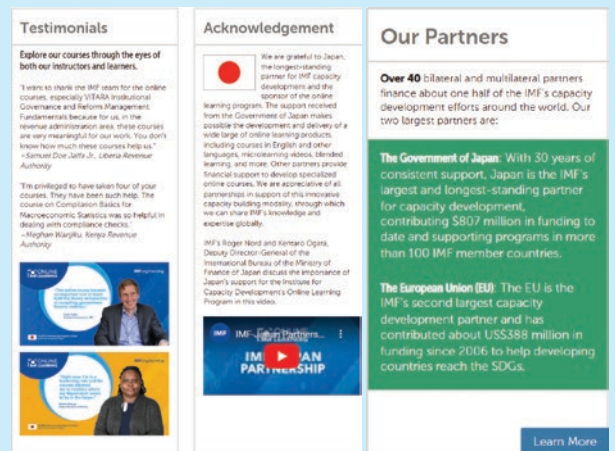 Testimonials
Explore our courses through the eyes of
both our instructors and learners.
"I want to thank the IMF team for the online
courses, especially VITARA Institutional
Governance and Reform Management
Fundamentals because for us, in the
revenue administration area, these courses
are very meaningful for our work. You don't
know how much these courses help us."
–Samuel Doe Jatta Jr., Liberia Revenue
Authority
"I'm privileged to have taken four of your
courses. They have been such help. The
course on Compilation Basics for
Macroeconomic Statistics was so helpful in
dealing with compliance checks."
–Meghan Wanjiku, Kenya Revenue
Authority
ONLINE
LEARNING
ONLINE
LEARNING
Acknowledgement
We are grateful to Japan,
the longest-standing
partner for IMF capacity
development and the
sponsor of the online
learning program. The support received
from the Government of Japan makes
possible the development and delivery of a
wide large of online learning products,
including courses in English and other
languages, microlearning videos, blended
learning, and more. Other partners provide
financial support to develop specialized
online courses. We are appreciative of all
partnerships in support of this innovative
capacity building modality, through which
we can share IMF's knowledge and
expertise globally.
IMF's Roger Nord and Kentaro Ogata,
Deputy Director-General of the
International Bureau of the Ministry of
Finance of Japan discuss the importance of
Japan's support for the Institute for
Capacity Development's Online Learning
Program in this video.
IMF IMF-Japan Partners...
IMF JAPAN
PARTNERSHIP
Our Partners
Over 40 bilateral and multilateral partners
finance about one half of the IMF's capacity
development efforts around the world. Our
two largest partners are:
The Government of Japan: With 30 years of
consistent support, Japan is the IMF's
largest and longest-standing partner
for capacity development,
contributing $807 million in funding to
date and supporting programs in more
than 100 IMF member countries.
The European Union (EU): The EU is the
IMF's second largest capacity
development partner and has
contributed about US$388 million in
funding since 2006 to help developing
countries reach the SDGs.
Learn More